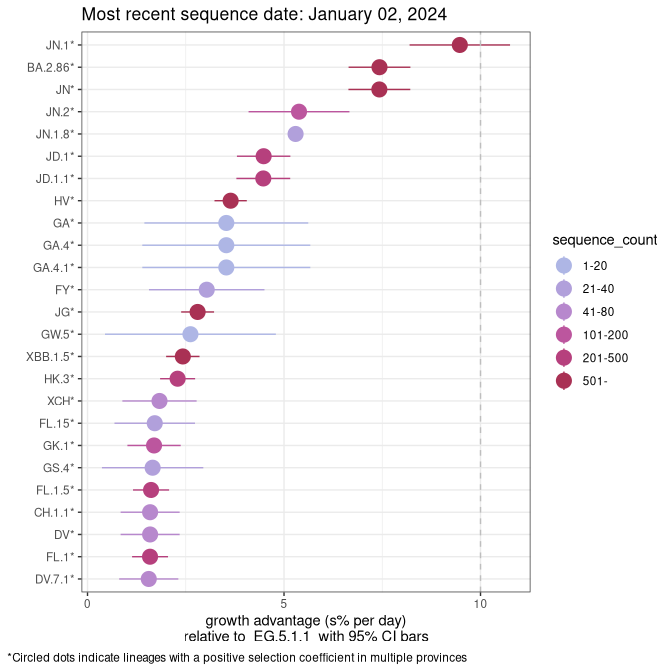 Most recent sequence date: January 02, 2024
JN.1*
BA.2.86*
JN*
JN.2*
JN.1.8*
JD.1*
JD.1.1*
HV*
GA*
GA.4*
GA.4.1*
FY*
JG*
GW.5*
XBB.1.5*
HK.3*
XCH*
FL.15*
GK.1*
GS.4*
FL.1.5*
CH.1.1*
DV*
FL.1*
DV.7.1*
0 5 10
growth advantage (s% per day)
relative to EG.5.1.1 with 95% CI bars
sequence_count
1-20
21-40
41-80
101-200
201-500
501-
*Circled dots indicate lineages with a positive selection coefficient in multiple provinces